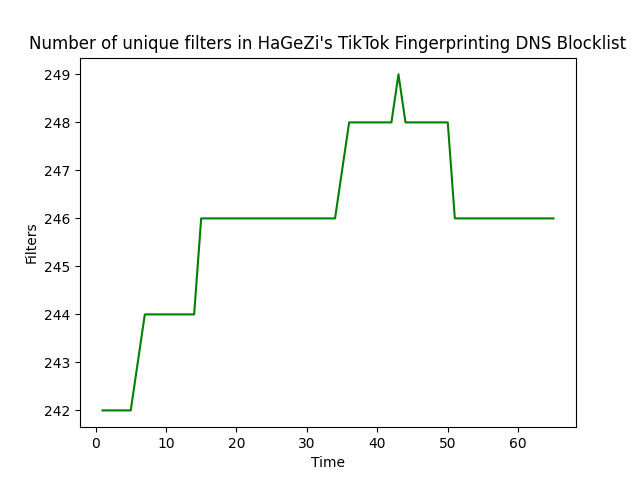 Number of unique filters in HaGeZi's TikTok Fingerprinting DNS Blocklist
249
248
247
246
245
244
243
242
Filters
0 10 20 30 40 50 60
Time